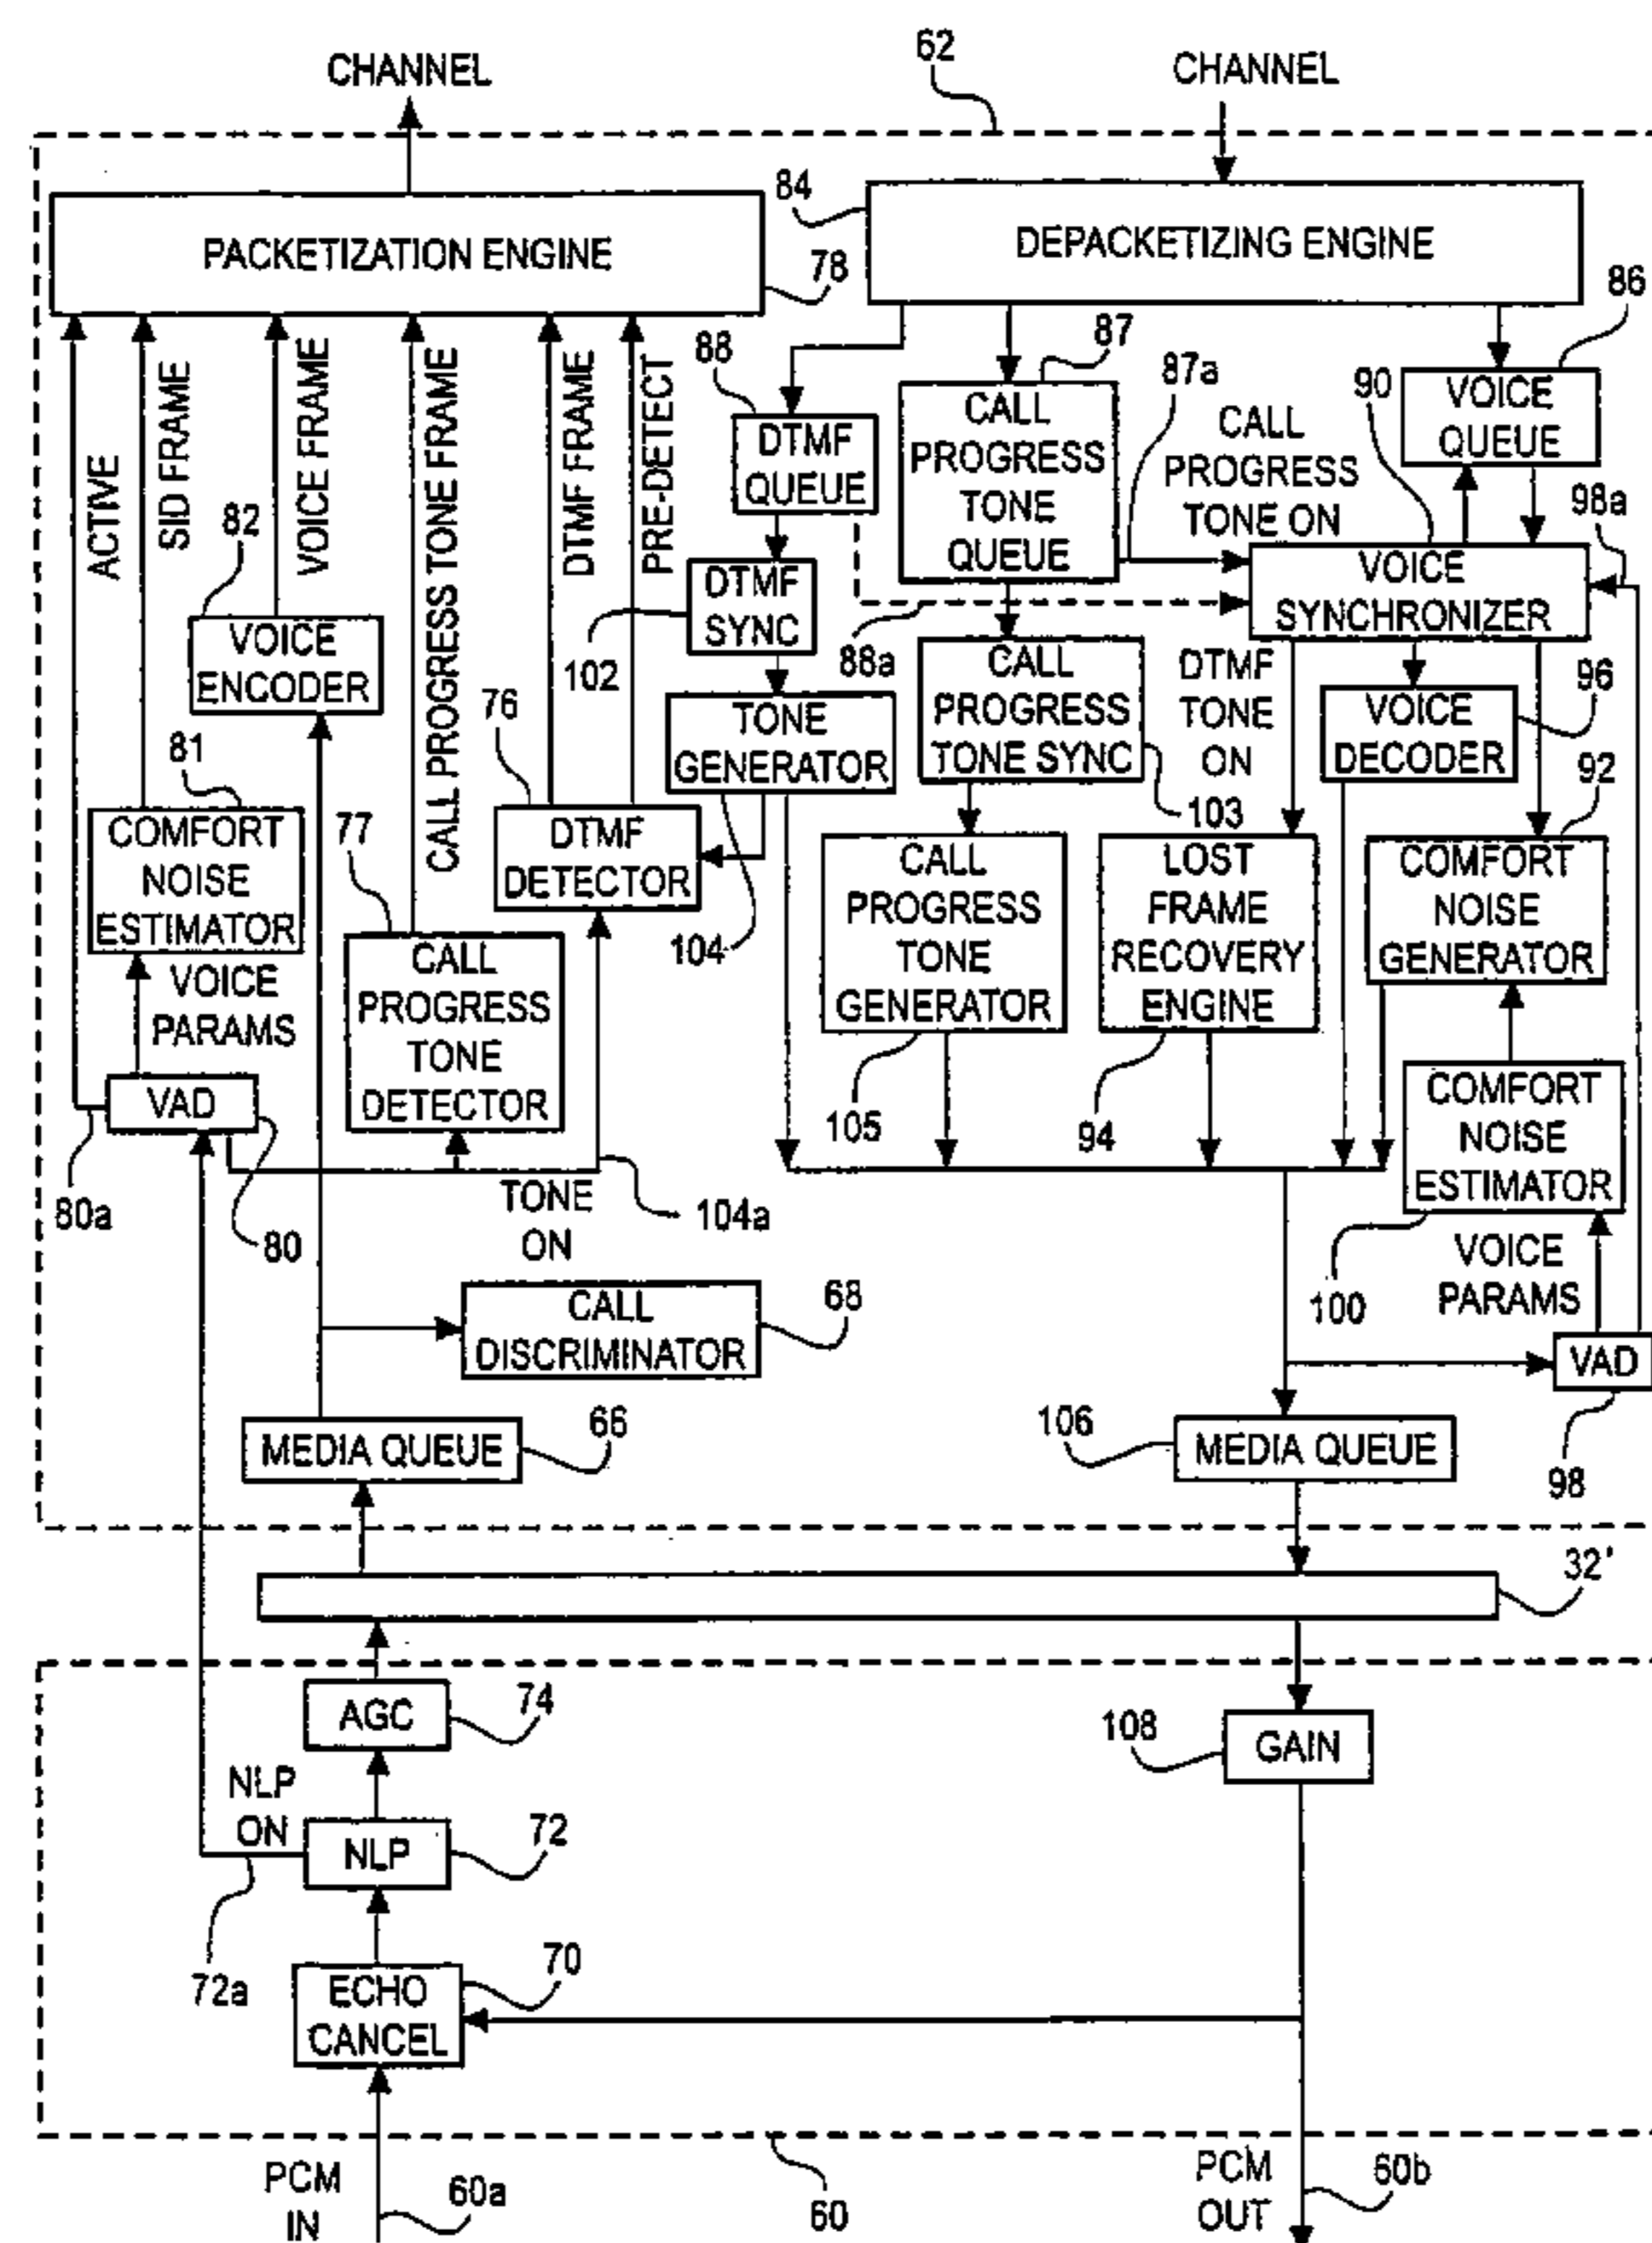 62
CHANNEL
CHANNEL
84
PACKETIZATION ENGINE
78
DEPACKETIZING ENGINE
86
ACTIVE
SID FRAME
VOICE FRAME
CALL PROGRESS TONE FRAME
DTMF FRAME
PRE-DETECT
88
87
87a
90
DTMF
QUEUE
CALL
PROGRESS
TONE
QUEUE
CALL
PROGRESS
TONE ON
VOICE
QUEUE
98a
82
VOICE
ENCODER
DTMF
SYNC
102
88a
VOICE
SYNCHRONIZER
CALL
PROGRESS
TONE SYNC
103
DTMF
TONE
ON
VOICE
DECODER
96
76
TONE
GENERATOR
92
81
COMFORT
NOISE
ESTIMATOR
77
DTMF
DETECTOR
104
CALL
PROGRESS
TONE
GENERATOR
105
LOST
FRAME
RECOVERY
ENGINE
94
COMFORT
NOISE
GENERATOR
VOICE
PARAMS
CALL
PROGRESS
TONE
DETECTOR
VAD
80a
80
TONE
ON
104a
COMFORT
NOISE
ESTIMATOR
100
VOICE
PARAMS
CALL
DISCRIMINATOR
68
VAD
98
MEDIA QUEUE
66
106
MEDIA QUEUE
32'
AGC
74
108
GAIN
NLP
ON
NLP
72
72a
ECHO
CANCEL
70
PCM
IN
60a
60
PCM
OUT
60b